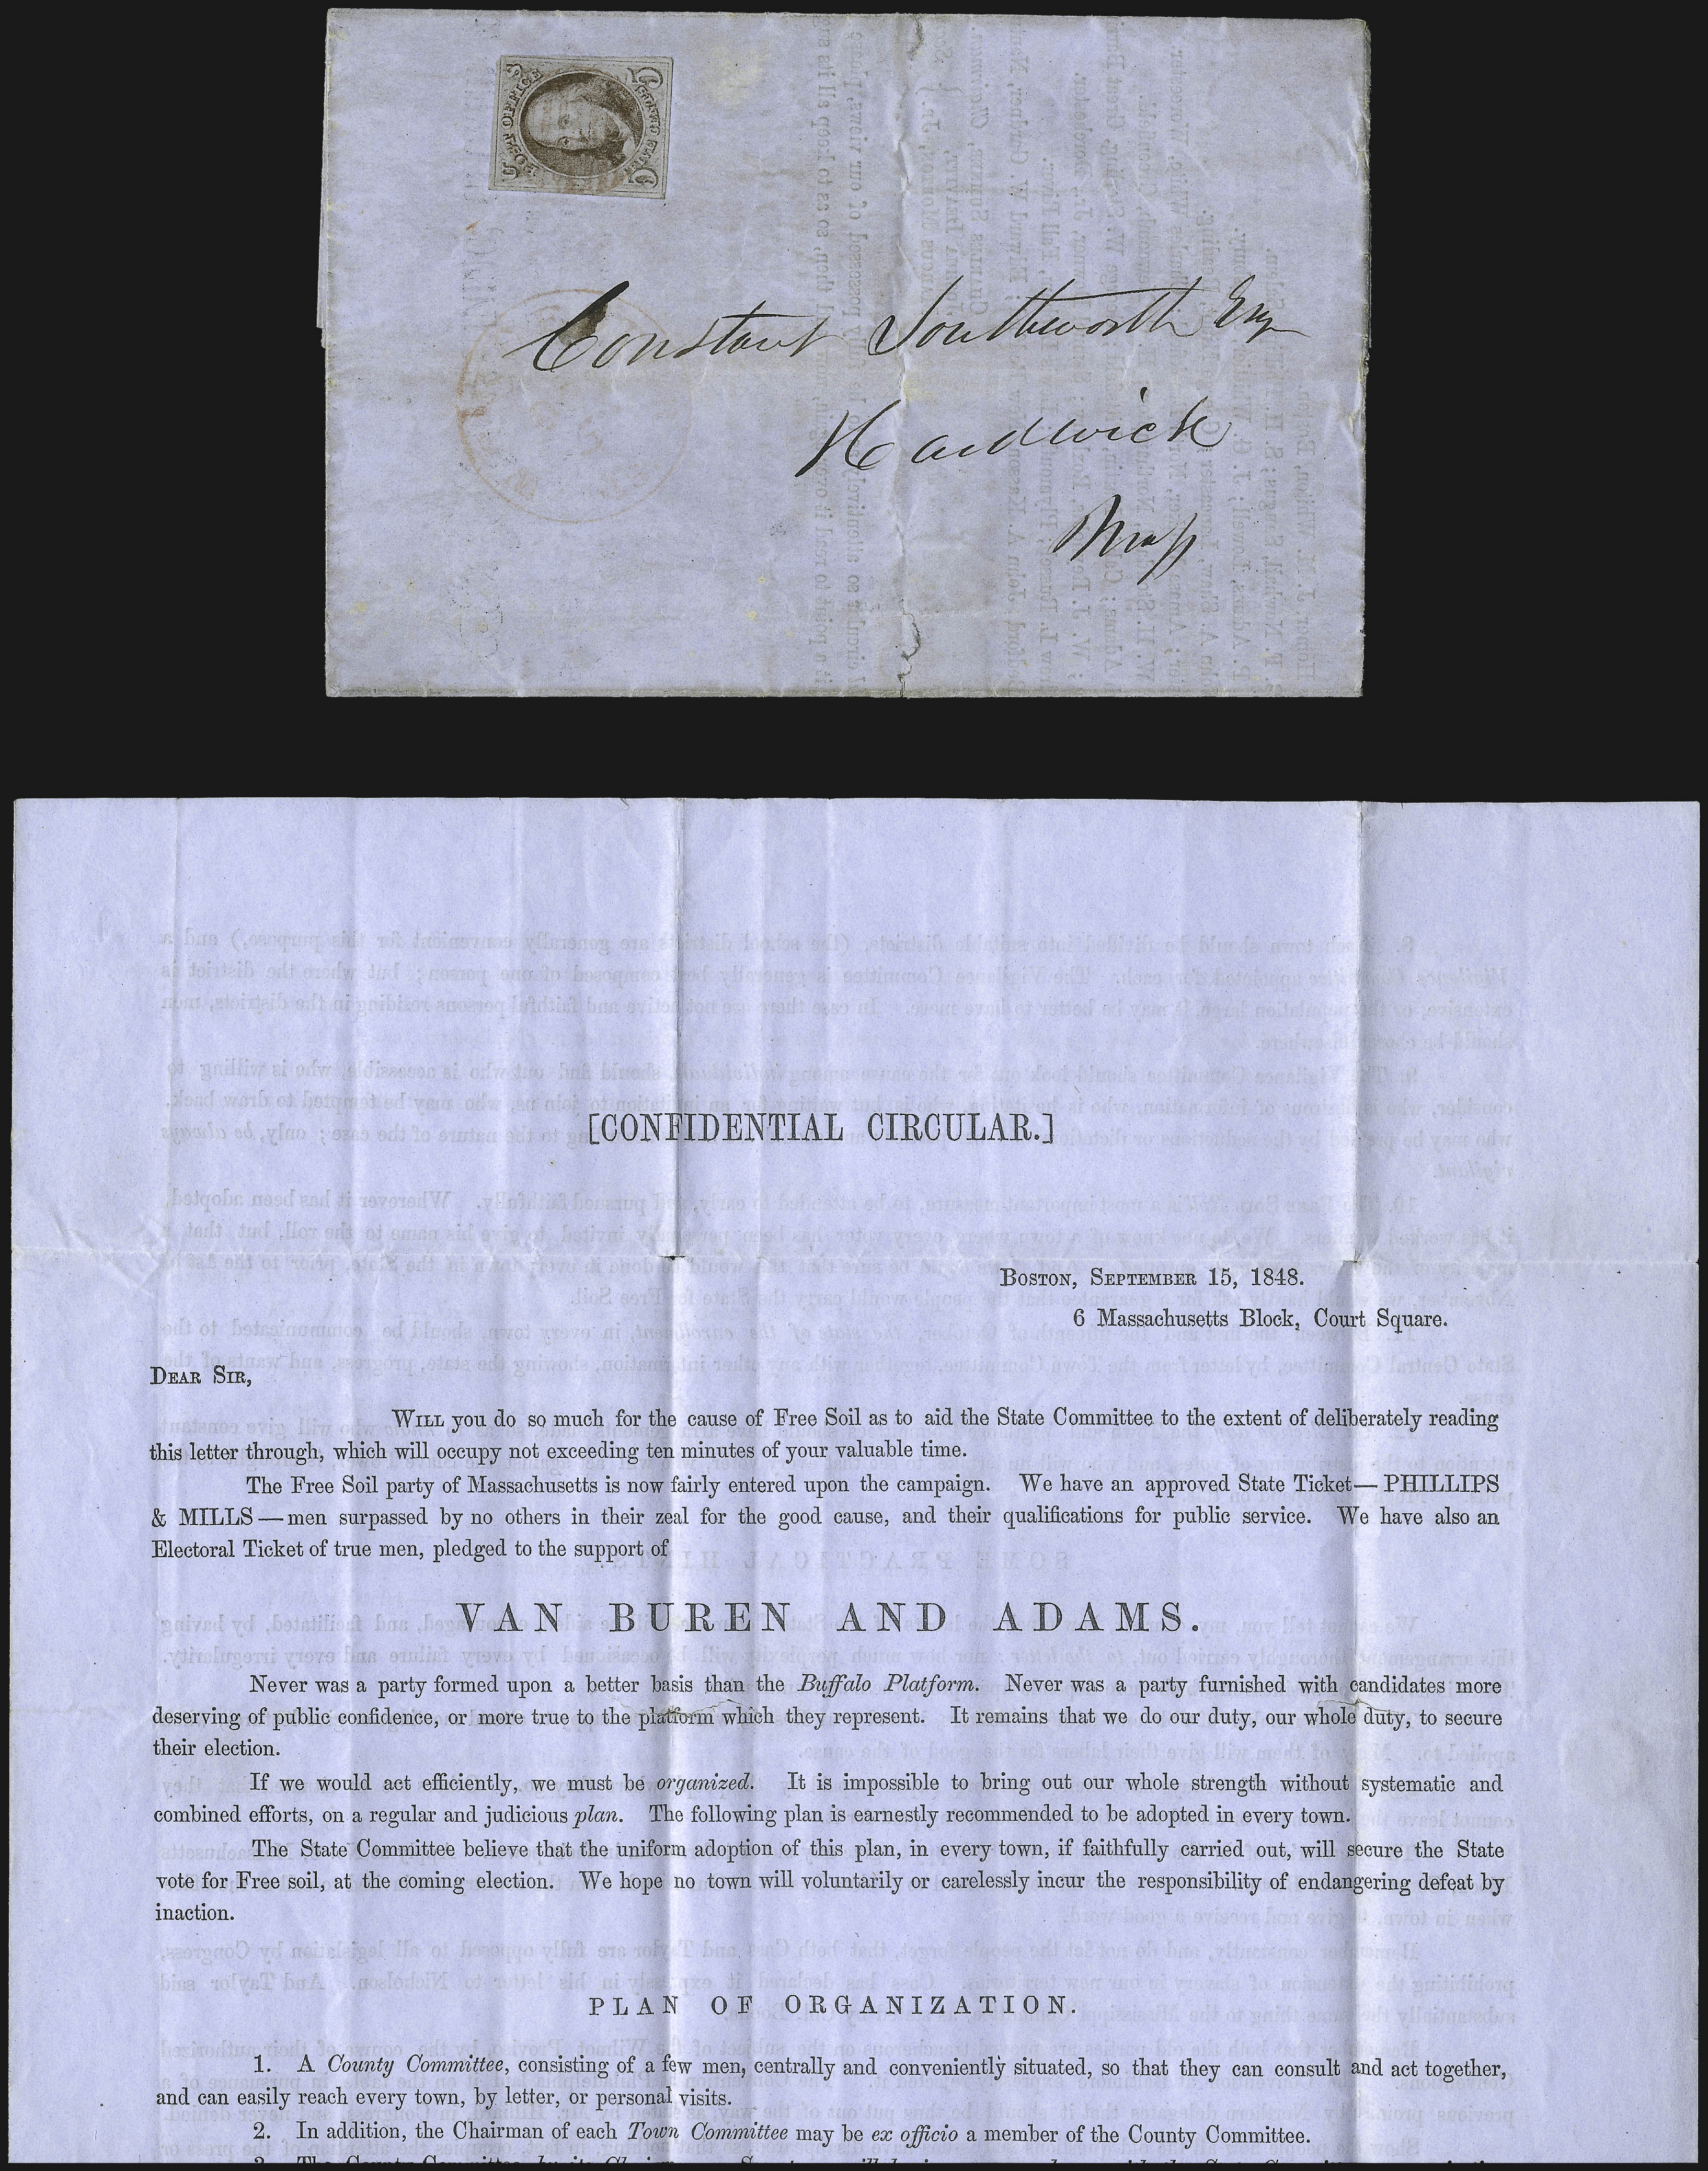 POST OFFICE
UNITED STATES
5 5
Constant Southworth Esq
Hardwick
Mass
[CONFIDENTIAL CIRCULAR.]
BOSTON, SEPTEMBER 15, 1848.
6 Massachusetts Block, Court Square.
DEAR SIR,
WILL you do so much for the cause of Free Soil as to aid the State Committee to the extent of deliberately reading
this letter through, which will occupy not exceeding ten minutes of your valuable time.
The Free Soil party of Massachusetts is now fairly entered upon the campaign. We have an approved State Ticket—PHILLIPS
& MILLS—men surpassed by no others in their zeal for the good cause, and their qualifications for public service. We have also an
Electoral Ticket of true men, pledged to the support of
VAN BUREN AND ADAMS.
Never was a party formed upon a better basis than the Buffalo Platform. Never was a party furnished with candidates more
deserving of public confidence, or more true to the platform which they represent. It remains that we do our duty, our whole duty, to secure
their election.
If we would act efficiently, we must be organized. It is impossible to bring out our whole strength without systematic and
combined efforts, on a regular and judicious plan. The following plan is earnestly recommended to be adopted in every town.
The State Committee believe that the uniform adoption of this plan, in every town, if faithfully carried out, will secure the State
vote for Free soil, at the coming election. We hope no town will voluntarily or carelessly incur the responsibility of endangering defeat by
inaction.
PLAN OF ORGANIZATION.
1. A County Committee, consisting of a few men, centrally and conveniently situated, so that they can consult and act together,
and can easily reach every town, by letter, or personal visits.
2. In addition, the Chairman of each Town Committee may be ex officio a member of the County Committee.